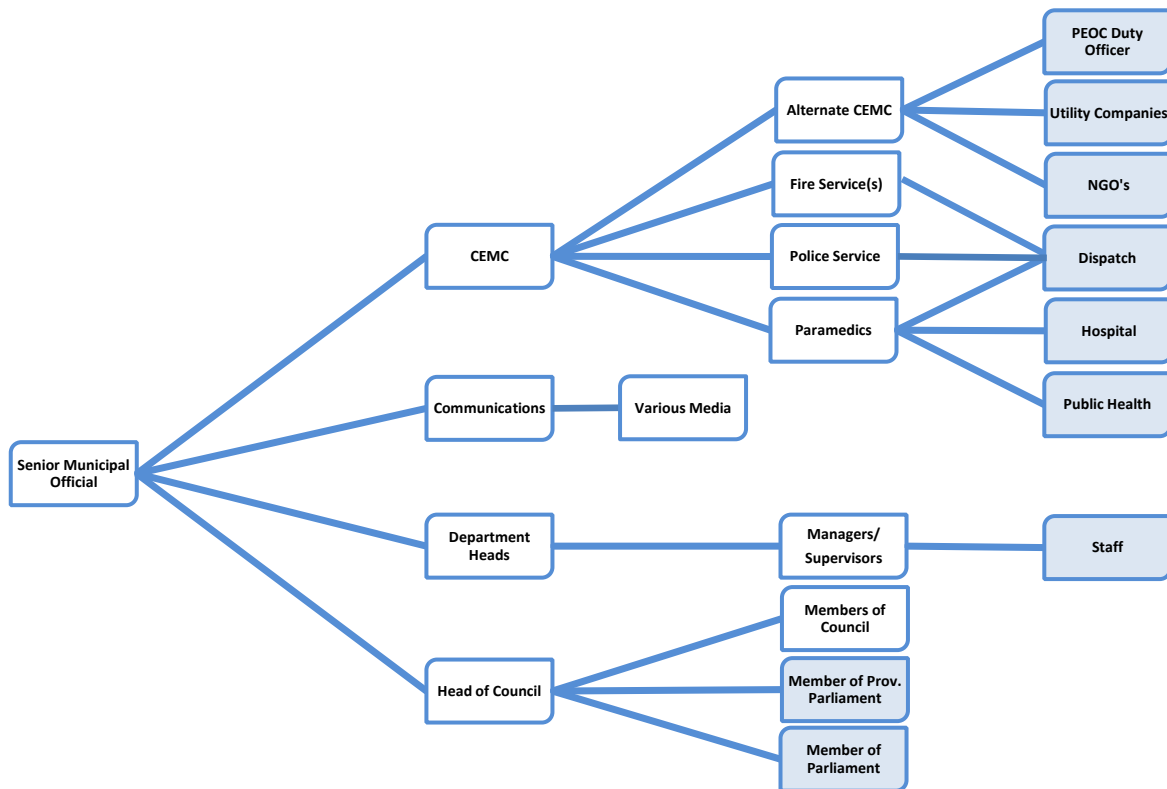 PEOC Duty
Officer
Alternate CEMC
Utility Companies
Fire Service(s)
NGO's
CEMC
Police Service
Dispatch
Paramedics
Hospital
Communications
Various Media
Public Health
Senior Municipal
Official
Department
Heads
Managers/
Supervisors
Staff
Members of
Council
Head of Council
Member of Prov.
Parliament
Member of
Parliament